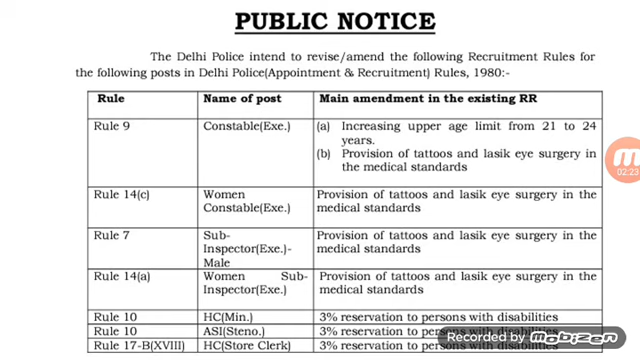 PUBLIC NOTICE
The Delhi Police intend to revise/amend the following Recruitment Rules for
the following posts in Delhi Police(Appointment & Recruitment) Rules, 1980:-
Rule Name of post Main amendment in the existing RR
Rule 9 Constable(Exe.) (a) Increasing upper age limit from 21 to 24
years.
(b) Provision of tattoos and lasik eye surgery in
the medical standards
Rule 14(c) Women Provision of tattoos and lasik eye surgery in the
Constable(Exe.) medical standards
Rule 7 Sub- Provision of tattoos and lasik eye surgery in the
Inspector(Exe.)- medical standards
Male
Rule 14(a) Women Sub- Provision of tattoos and lasik eye surgery in the
Inspector(Exe.) medical standards
Rule 10 HC(Min.) 3% reservation to persons with disabilities
Rule 10 ASI(Steno.) 3% reservation to persons with disabilities
Rule 17-B(XVIII) HC(Store Clerk) 3% reservation to persons with disabilities
02:23
Recorded by mobizen